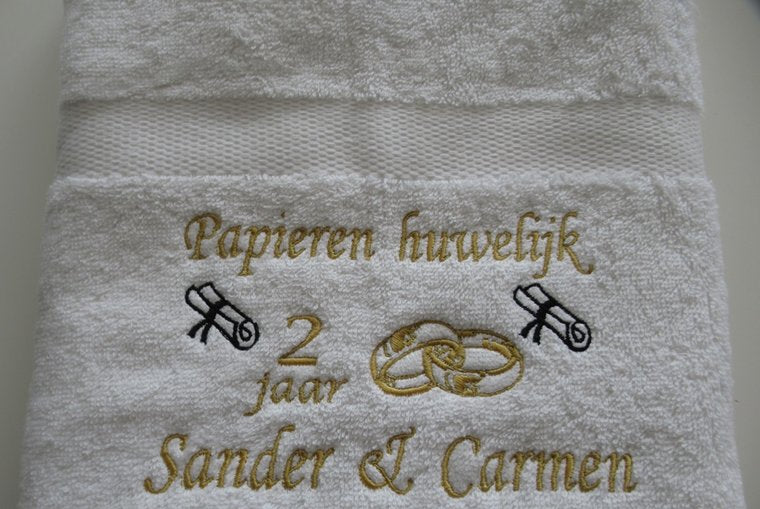 Papieren huwelijk
2
jaar
Sander & Carmen